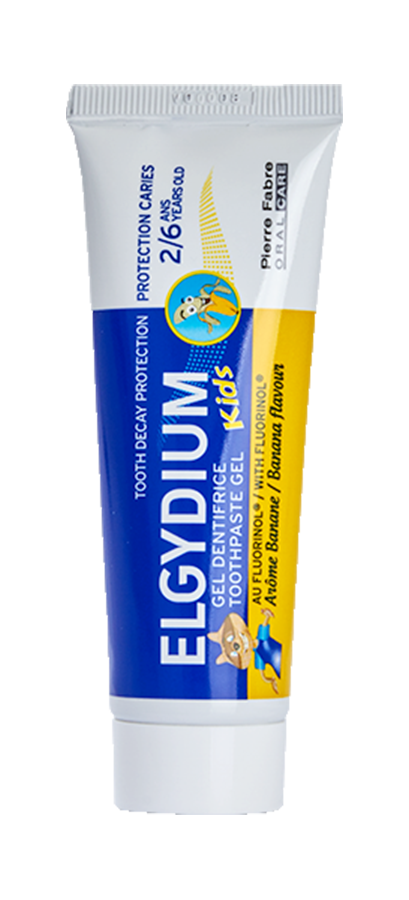 PROTECTION CARIES
2/6 ANS
YEARS OLD
TOOTH DECAY PROTECTION
ELGYDIUM
Kids
GEL DENTIFRICE
TOOTHPASTE GEL
AU FLUORINOL® / WITH FLUORINOL®
Arôme Banane / Banana flavour
Pierre Fabre
ORAL CARE